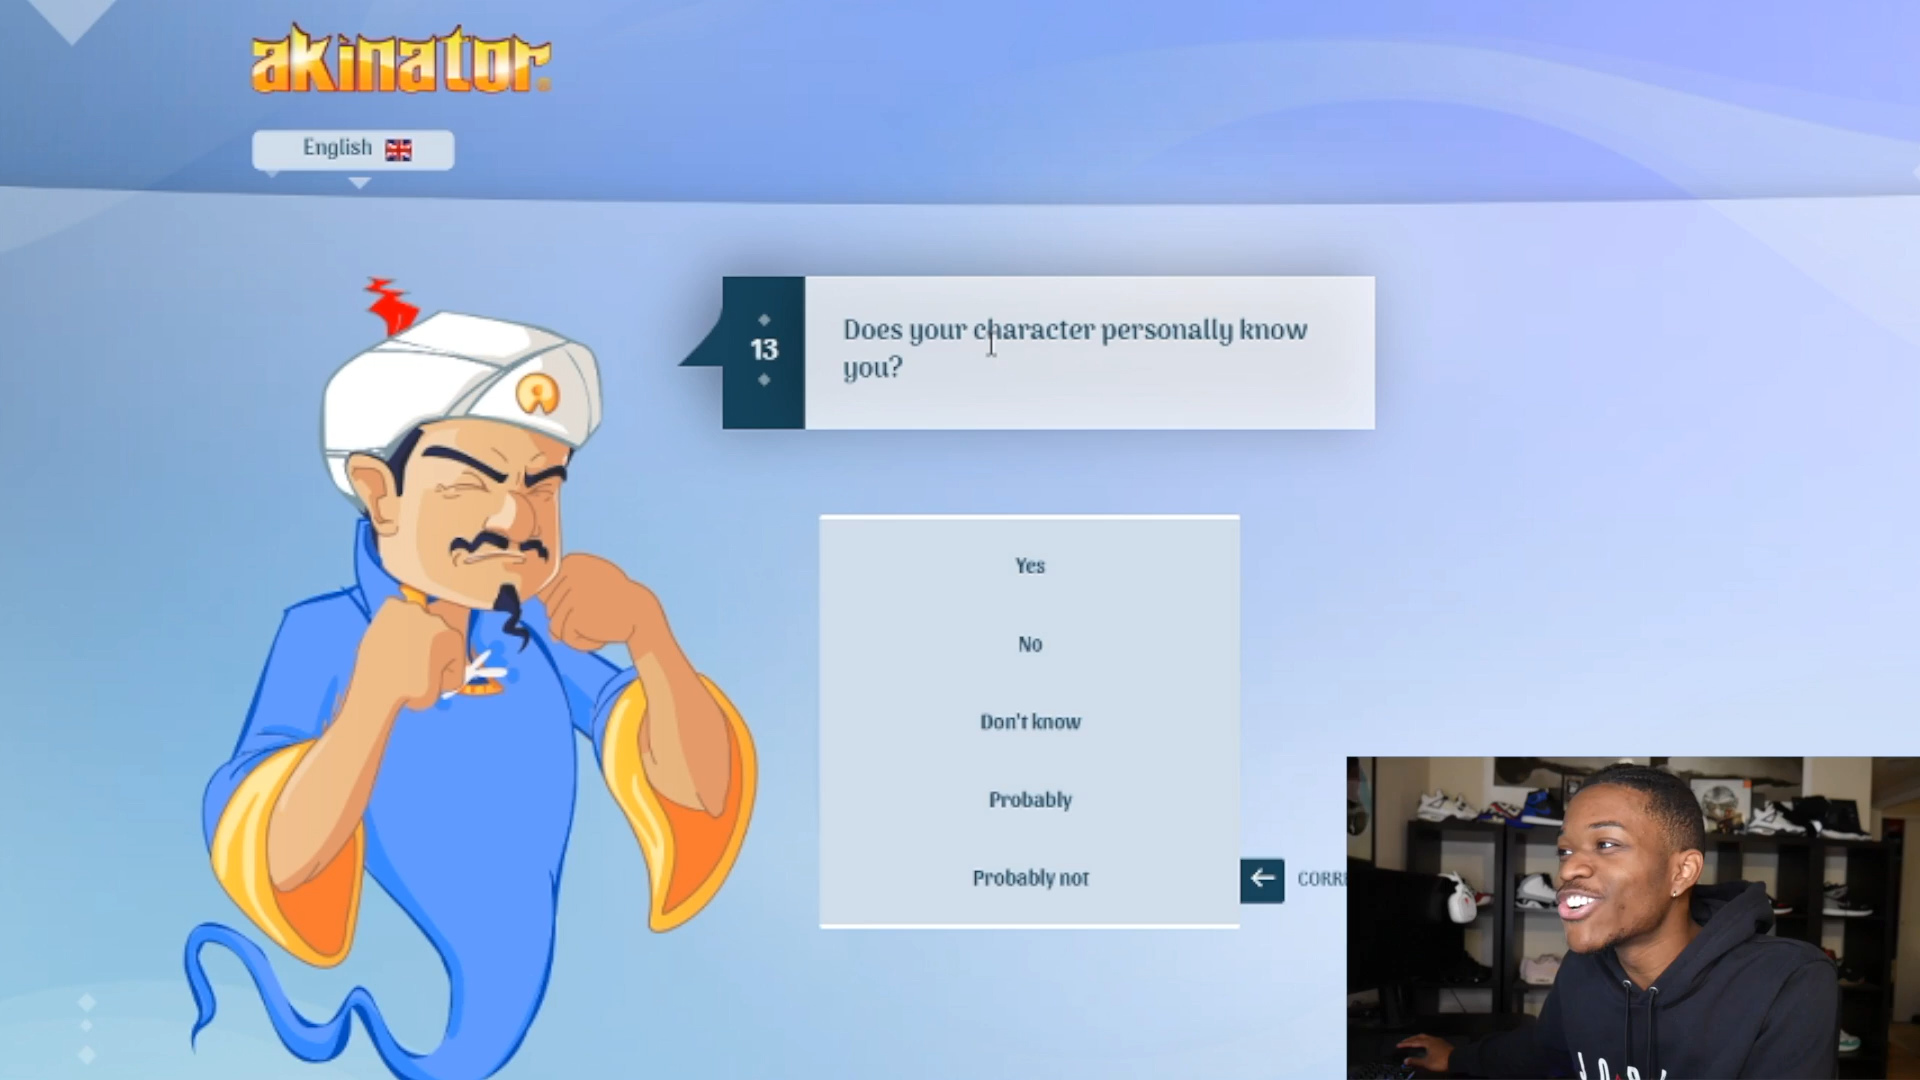 akinator
English
13
Does your character personally know
you?
Yes
No
Don't know
Probably
Probably not